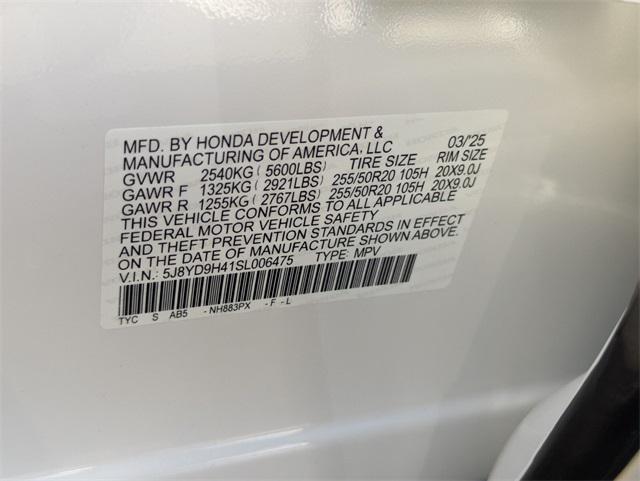 MFD. BY HONDA DEVELOPMENT & 03/'25
MANUFACTURING OF AMERICA, LLC TIRE SIZE RIM SIZE
GVWR 2540KG ( 5600LBS)
GAWR F 1325KG ( 2921LBS) 255/50R20 105H 20X9.0J
GAWR R 1255KG ( 2767LBS) 255/50R20 105H 20X9.0J
THIS VEHICLE CONFORMS TO ALL APPLICABLE
FEDERAL MOTOR VEHICLE SAFETY
AND THEFT PREVENTION STANDARDS IN EFFECT
ON THE DATE OF MANUFACTURE SHOWN ABOVE.
V.I.N.: 5J8YD9H41SL006475 TYPE: MPV
TYC S AB5 - NH883PX - F - L